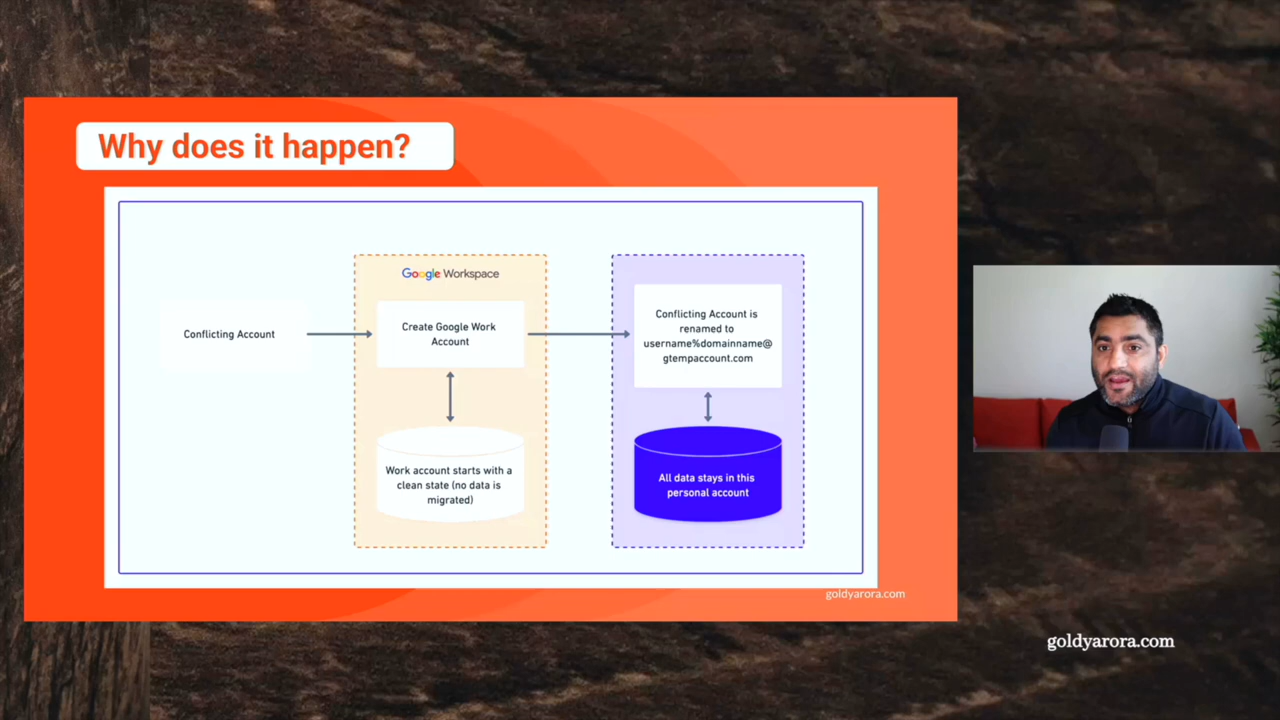 Why does it happen?
Google Workspace
Conflicting Account
Create Google Work
Account
Conflicting Account is
renamed to
username%domainname@
gtempaccount.com
Work account starts with a
clean state (no data is
migrated)
All data stays in this
personal account
goldyarora.com
goldyarora.com